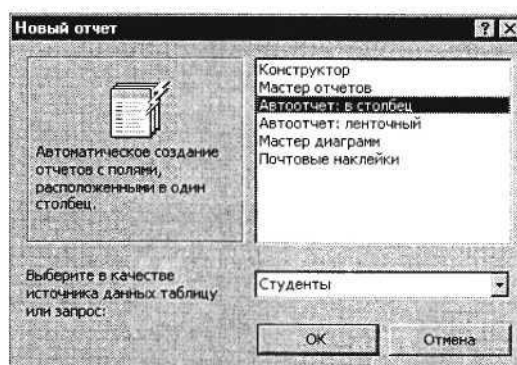 Новый отчет
Автоматическое создание
отчетов с полями,
расположенными в один
столбец.
Конструктор
Мастер отчетов
Автоотчет: в столбец
Автоотчет: ленточный
Мастер диаграмм
Почтовые наклейки
Выберите в качестве
источника данных таблицу
или запрос:
Студенты
ОК
Отмена